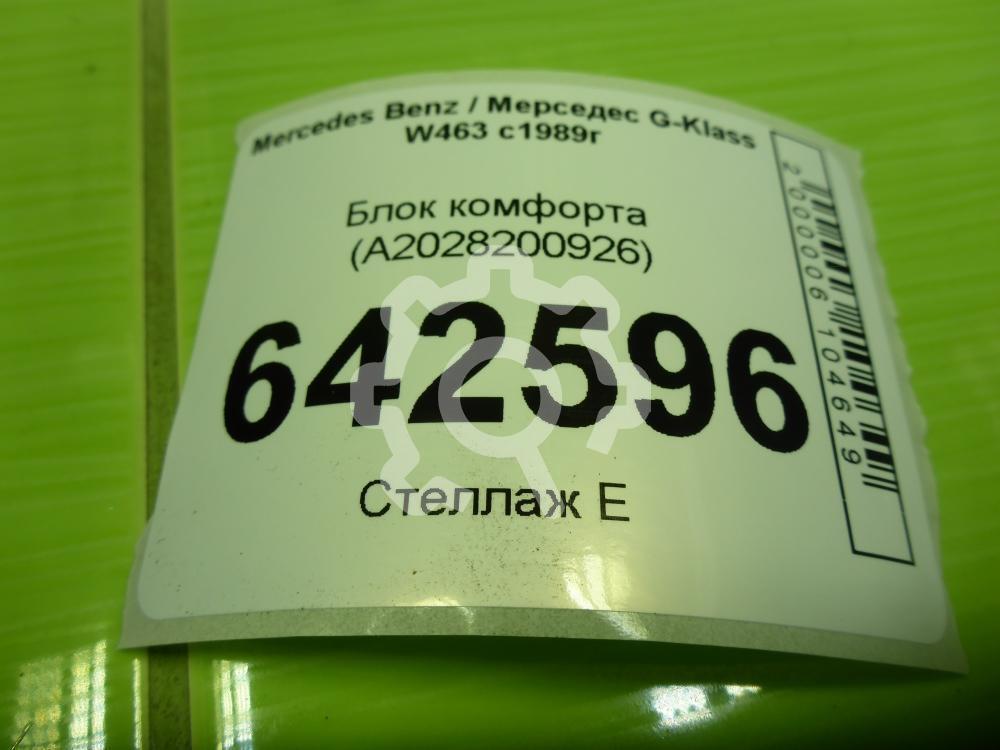 Mercedes Benz / Мерседес G-Klass
W463 с1989г
Блок комфорта
(A2028200926)
642596
Стеллаж Е
2000006104649